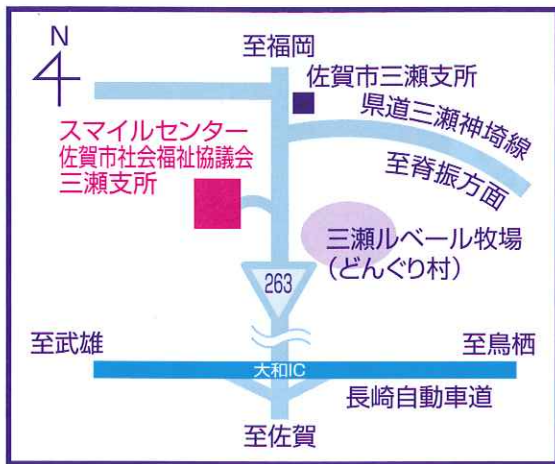 N
至福岡
佐賀市三瀬支所
県道三瀬神埼線
至脊振方面
スマイルセンター
佐賀市社会福祉協議会
三瀬支所
三瀬ルベール牧場
(どんぐり村)
263
至武雄
至鳥栖
大和IC
長崎自動車道
至佐賀